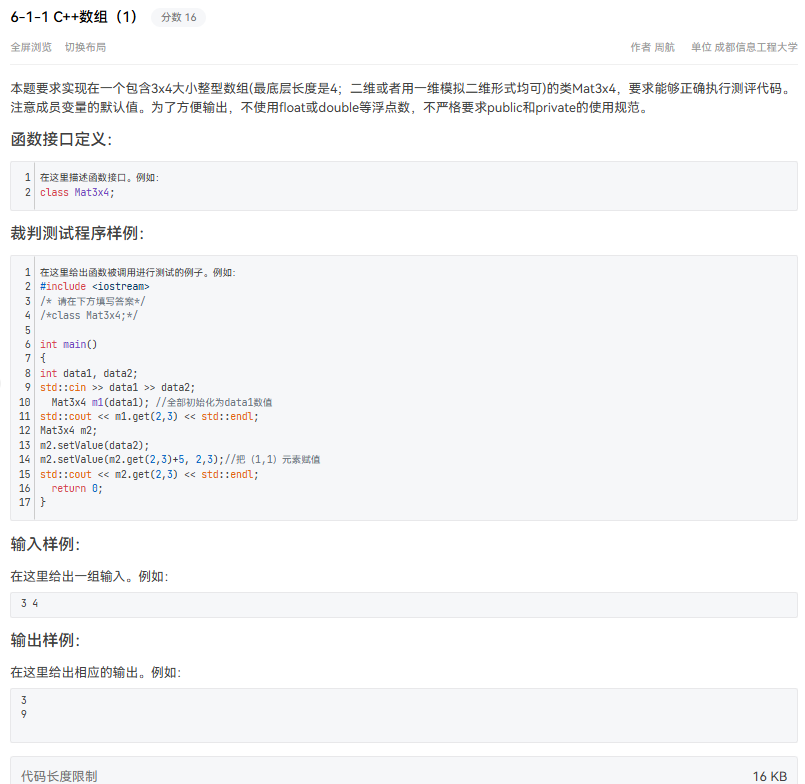 6-1-1 C++数组（1） 分数 16
全屏浏览 切换布局 作者 周航 单位 成都信息工程大学
本题要求实现在一个包含3x4大小整型数组(最底层长度是4；二维或者用一维模拟二维形式均可)的类Mat3x4，要求能够正确执行测评代码。
注意成员变量的默认值。为了方便输出，不使用float或double等浮点数，不严格要求public和private的使用规范。
函数接口定义：
1 在这里描述函数接口。例如：
2 class Mat3x4;
裁判测试程序样例：
1 在这里给出函数被调用进行测试的例子。例如：
2 #include <iostream>
3 /* 请在下方填写答案*/
4 /*class Mat3x4;*/
5
6 int main()
7 {
8 int data1, data2;
9 std::cin >> data1 >> data2;
10 Mat3x4 m1(data1); //全部初始化为data1数值
11 std::cout << m1.get(2,3) << std::endl;
12 Mat3x4 m2;
13 m2.setValue(data2);
14 m2.setValue(m2.get(2,3)+5, 2,3);//把（1,1）元素赋值
15 std::cout << m2.get(2,3) << std::endl;
16 return 0;
17 }
输入样例：
在这里给出一组输入。例如：
3 4
输出样例：
在这里给出相应的输出。例如：
3
9
代码长度限制 16 KB